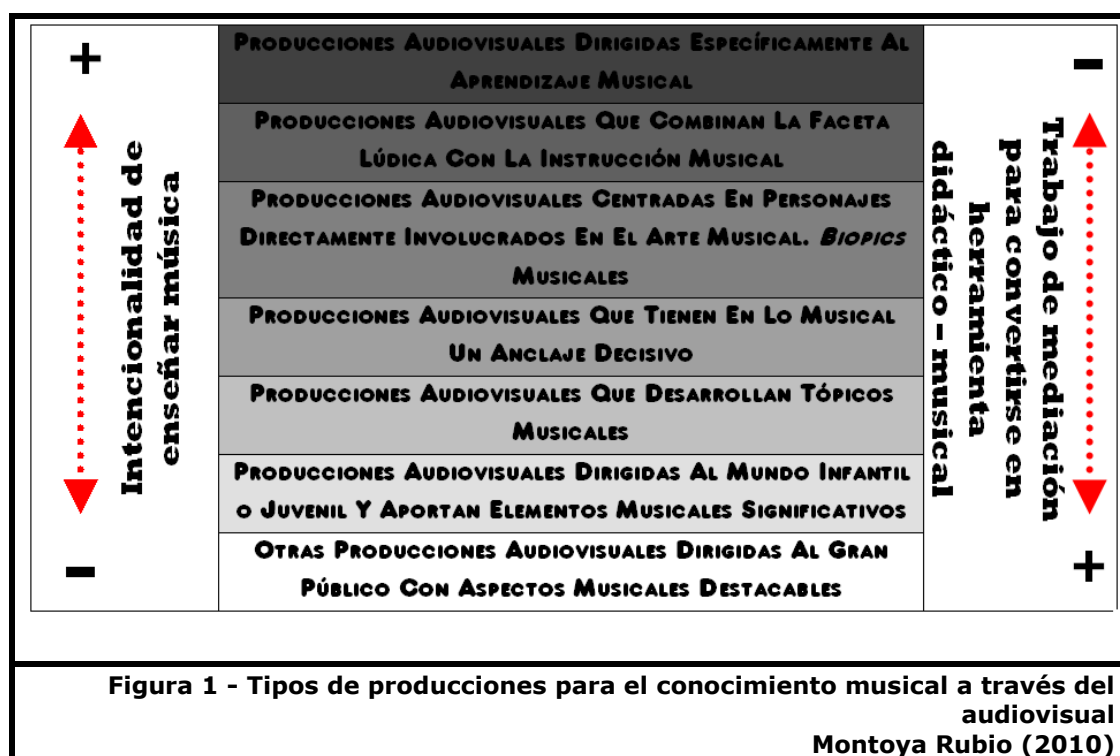 +
Intencionalidad de
enseñar música
-
PRODUCCIONES AUDIOVISUALES DIRIGIDAS ESPECÍFICAMENTE AL
APRENDIZAJE MUSICAL
PRODUCCIONES AUDIOVISUALES QUE COMBINAN LA FACETA
LÚDICA CON LA INSTRUCCIÓN MUSICAL
PRODUCCIONES AUDIOVISUALES CENTRADAS EN PERSONAJES
DIRECTAMENTE INVOLUCRADOS EN EL ARTE MUSICAL. BIOPICS
MUSICALES
PRODUCCIONES AUDIOVISUALES QUE TIENEN EN LO MUSICAL
UN ANCLAJE DECISIVO
PRODUCCIONES AUDIOVISUALES QUE DESARROLLAN TÓPICOS
MUSICALES
PRODUCCIONES AUDIOVISUALES DIRIGIDAS AL MUNDO INFANTIL
O JUVENIL Y APORTAN ELEMENTOS MUSICALES SIGNIFICATIVOS
OTRAS PRODUCCIONES AUDIOVISUALES DIRIGIDAS AL GRAN
PÚBLICO CON ASPECTOS MUSICALES DESTACABLES
-
Trabajo de mediación
para convertirse en
herramienta
didáctico – musical
+
Figura 1 - Tipos de producciones para el conocimiento musical a través del
audiovisual
Montoya Rubio (2010)